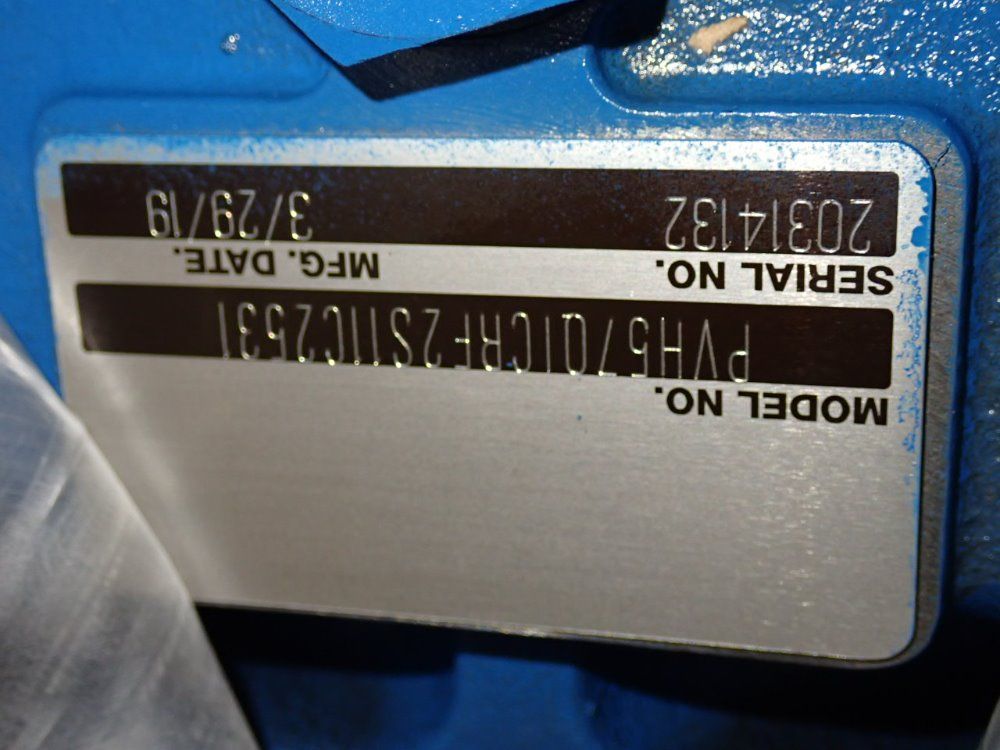 MODEL NO.
PVH57QICRF2S11C2531
SERIAL NO. MFG. DATE.
20314132 3/29/19